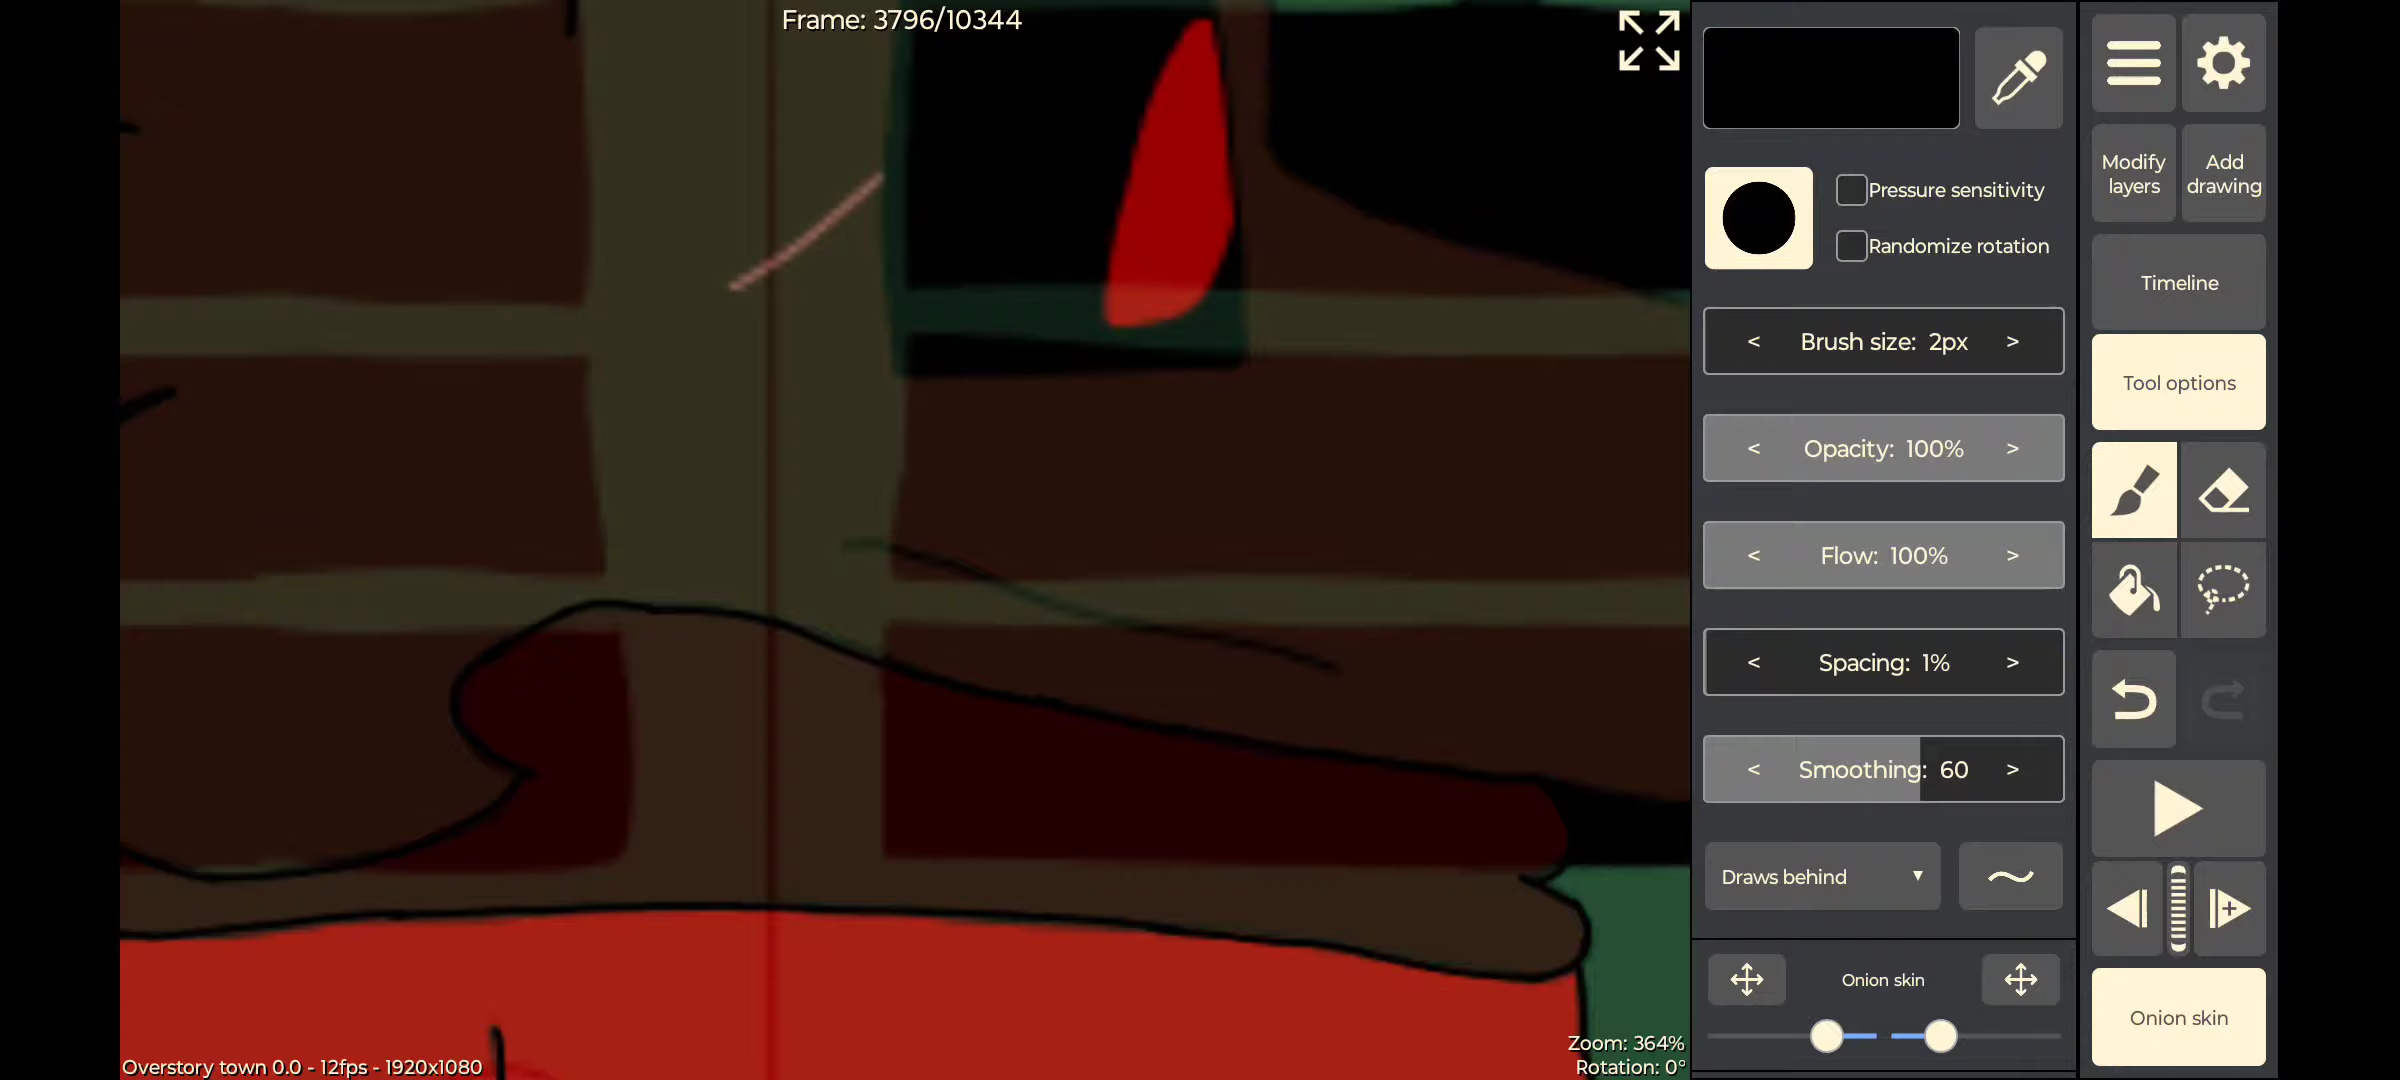 Frame: 3796/10344
Modify
layers
Add
drawing
Pressure sensitivity
Randomize rotation
Timeline
< Brush size: 2px >
Tool options
< Opacity: 100% >
< Flow: 100% >
< Spacing: 1% >
< Smoothing: 60 >
Draws behind ▼
Onion skin
Onion skin
Zoom: 364%
Rotation: 0°
Overstory town 0.0 - 12fps - 1920x1080